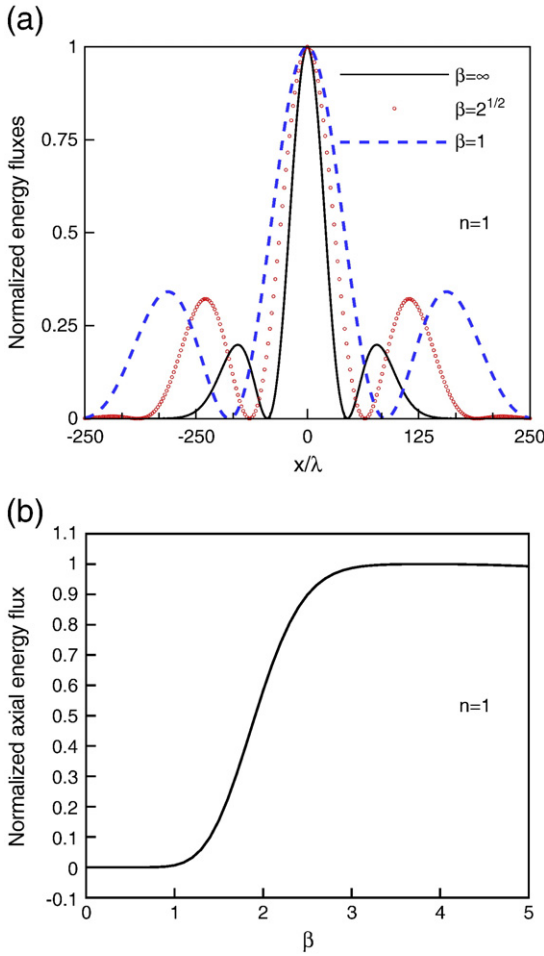 (a)
1
0.75
0.5
0.25
0
Normalized energy fluxes
β=∞
β=2^1/2
β=1
n=1
-250 -250 0 125 250
x/λ
(b)
1.1
1
0.9
0.8
0.7
0.6
0.5
0.4
0.3
0.2
0.1
0
-0.1
Normalized axial energy flux
n=1
0 1 2 3 4 5
β